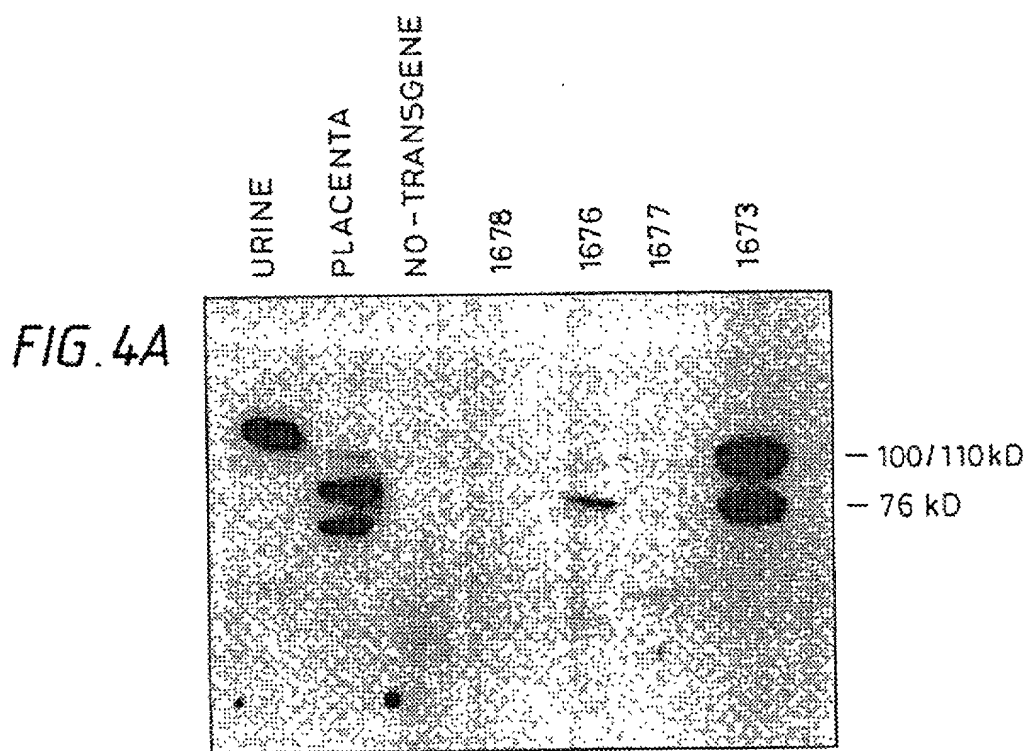 URINE
PLACENTA
NO-TRANSGENE
1678
1676
1677
1673
FIG. 4A
100/110kD
76 kD